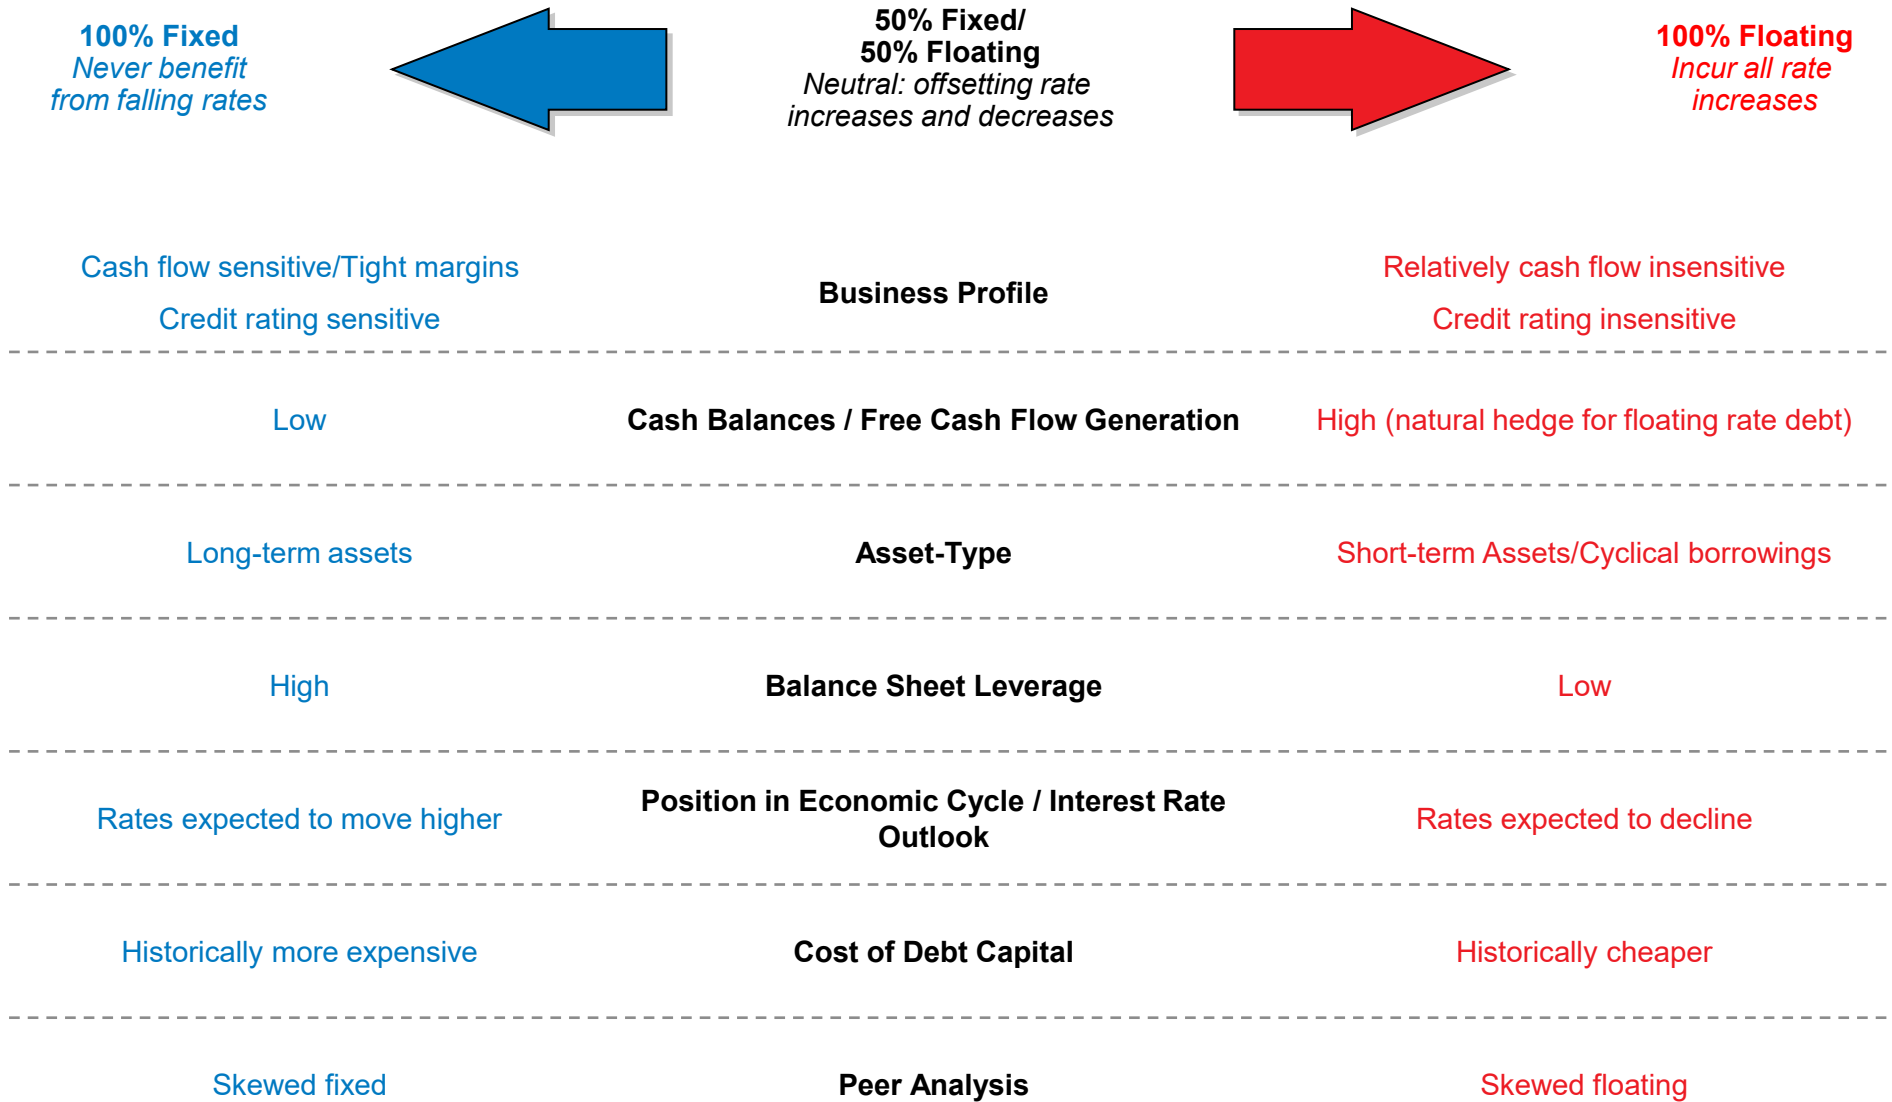 100% Fixed
Never benefit
from falling rates
50% Fixed/
50% Floating
Neutral: offsetting rate
increases and decreases
100% Floating
Incur all rate
increases
Cash flow sensitive/Tight margins
Credit rating sensitive
Business Profile
Relatively cash flow insensitive
Credit rating insensitive
Low
Cash Balances / Free Cash Flow Generation
High (natural hedge for floating rate debt)
Long-term assets
Asset-Type
Short-term Assets/Cyclical borrowings
High
Balance Sheet Leverage
Low
Rates expected to move higher
Position in Economic Cycle / Interest Rate
Outlook
Rates expected to decline
Historically more expensive
Cost of Debt Capital
Historically cheaper
Skewed fixed
Peer Analysis
Skewed floating